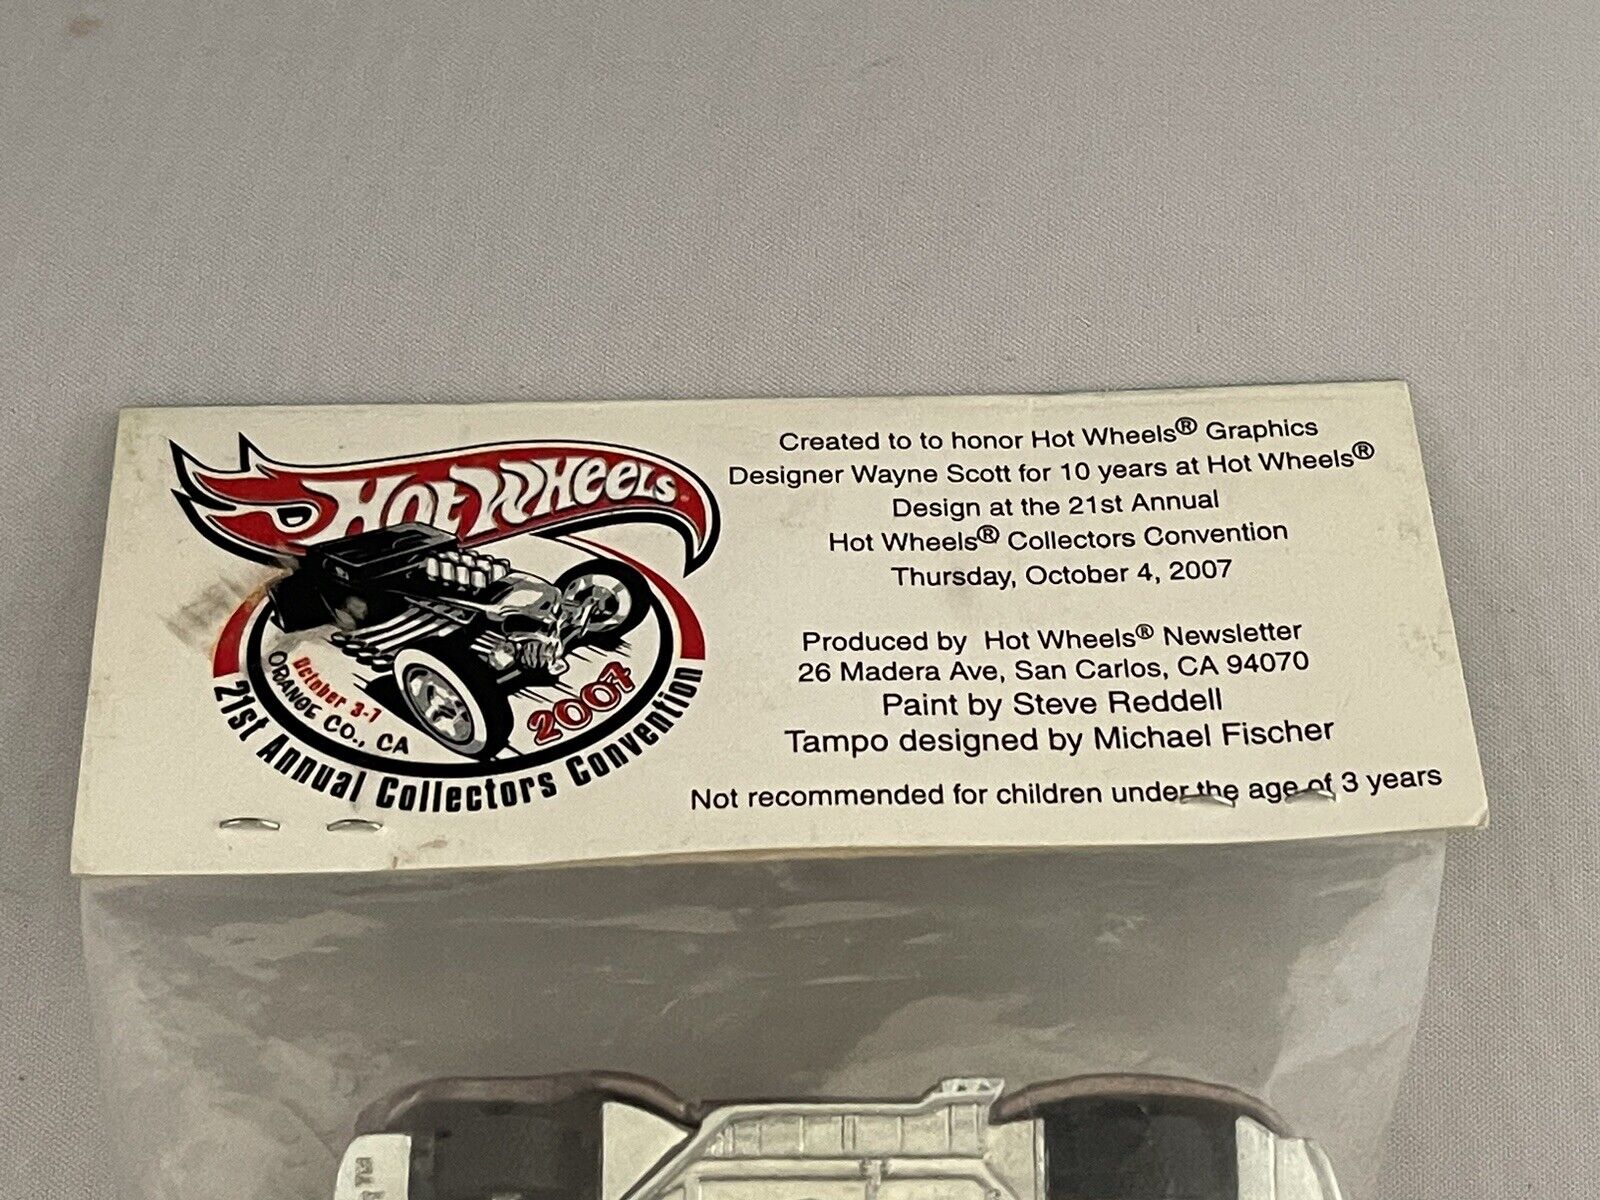 HOT WHEELS
October 3-7
ORANGE CO., CA
2007
21st Annual Collectors Convention
Created to to honor Hot Wheels® Graphics
Designer Wayne Scott for 10 years at Hot Wheels®
Design at the 21st Annual
Hot Wheels® Collectors Convention
Thursday, October 4, 2007
Produced by Hot Wheels® Newsletter
26 Madera Ave, San Carlos, CA 94070
Paint by Steve Reddell
Tampo designed by Michael Fischer
Not recommended for children under the age of 3 years